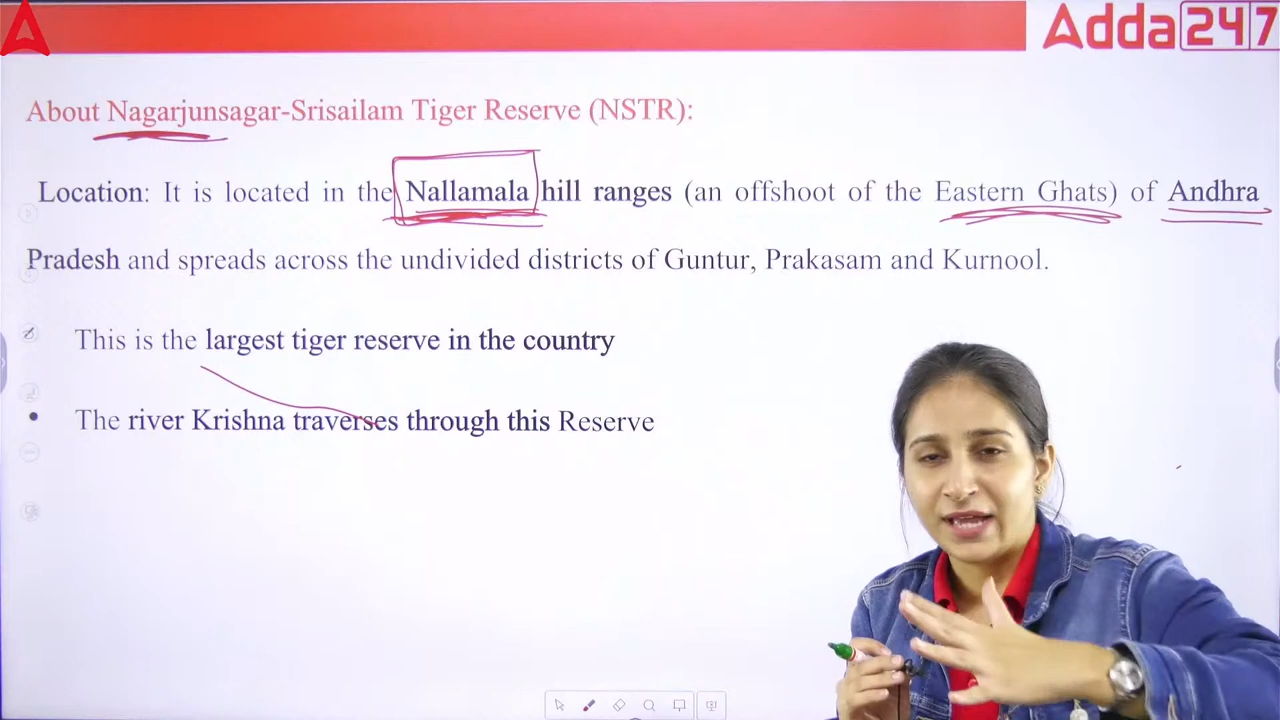 Adda247
About Nagarjunsagar-Srisailam Tiger Reserve (NSTR):
Location: It is located in the Nallamala hill ranges (an offshoot of the Eastern Ghats) of Andhra
Pradesh and spreads across the undivided districts of Guntur, Prakasam and Kurnool.
This is the largest tiger reserve in the country
• The river Krishna traverses through this Reserve